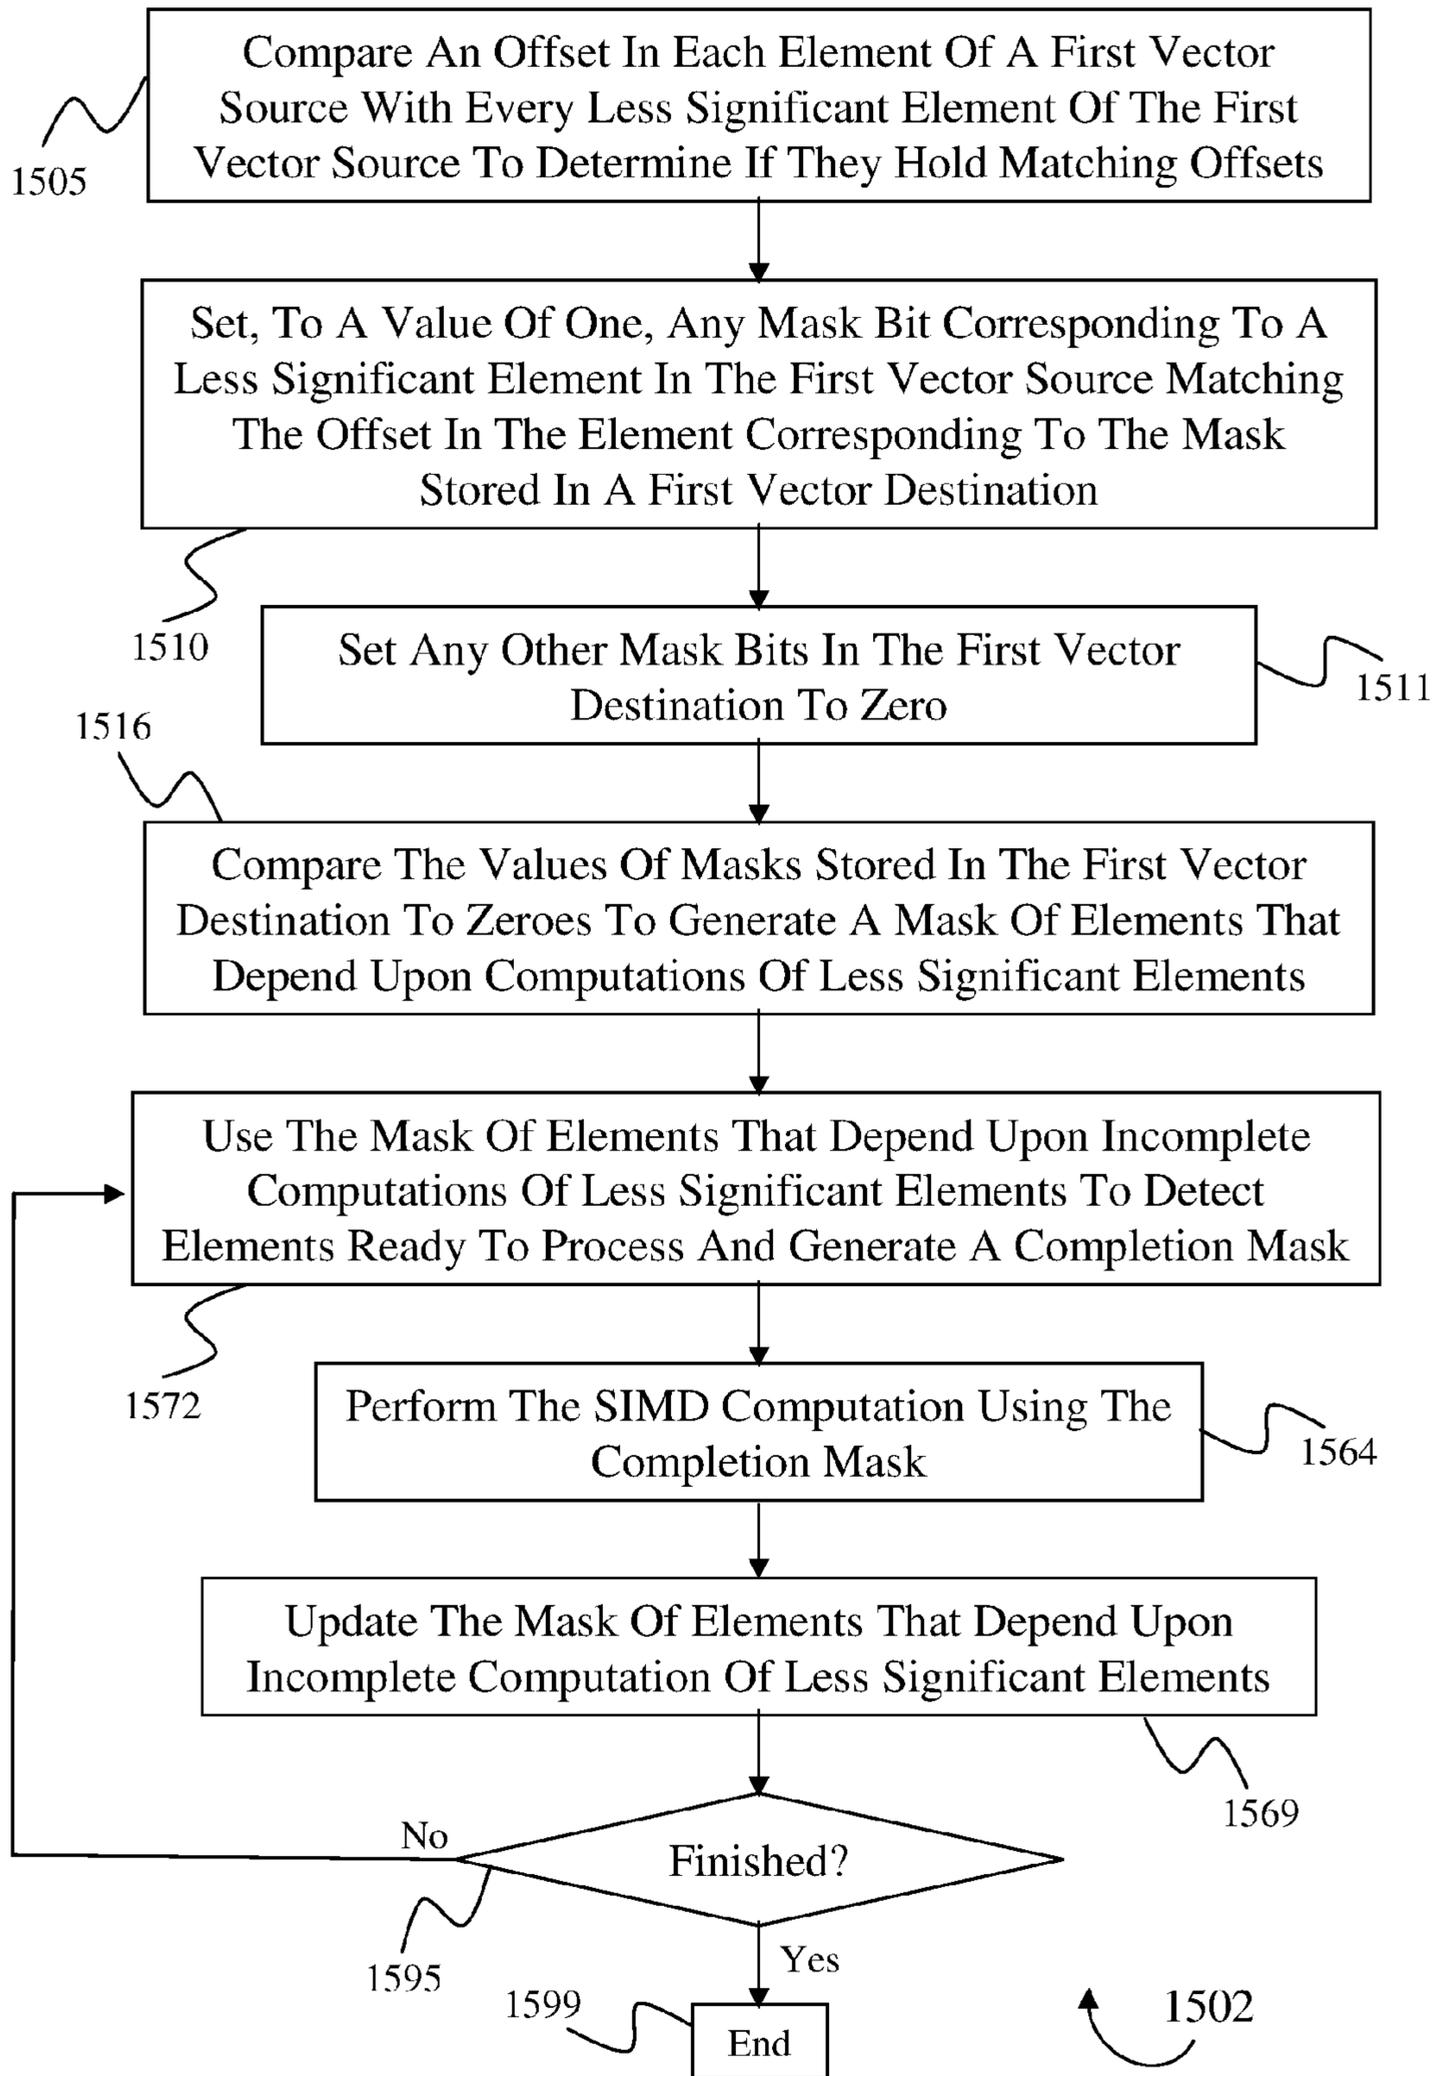 Compare An Offset In Each Element Of A First Vector
Source With Every Less Significant Element Of The First
Vector Source To Determine If They Hold Matching Offsets
1505
Set, To A Value Of One, Any Mask Bit Corresponding To A
Less Significant Element In The First Vector Source Matching
The Offset In The Element Corresponding To The Mask
Stored In A First Vector Destination
1510
Set Any Other Mask Bits In The First Vector
Destination To Zero
1511
1516
Compare The Values Of Masks Stored In The First Vector
Destination To Zeroes To Generate A Mask Of Elements That
Depend Upon Computations Of Less Significant Elements
Use The Mask Of Elements That Depend Upon Incomplete
Computations Of Less Significant Elements To Detect
Elements Ready To Process And Generate A Completion Mask
1572
Perform The SIMD Computation Using The
Completion Mask
1564
Update The Mask Of Elements That Depend Upon
Incomplete Computation Of Less Significant Elements
1569
No
Finished?
1595
Yes
1599
End
1502